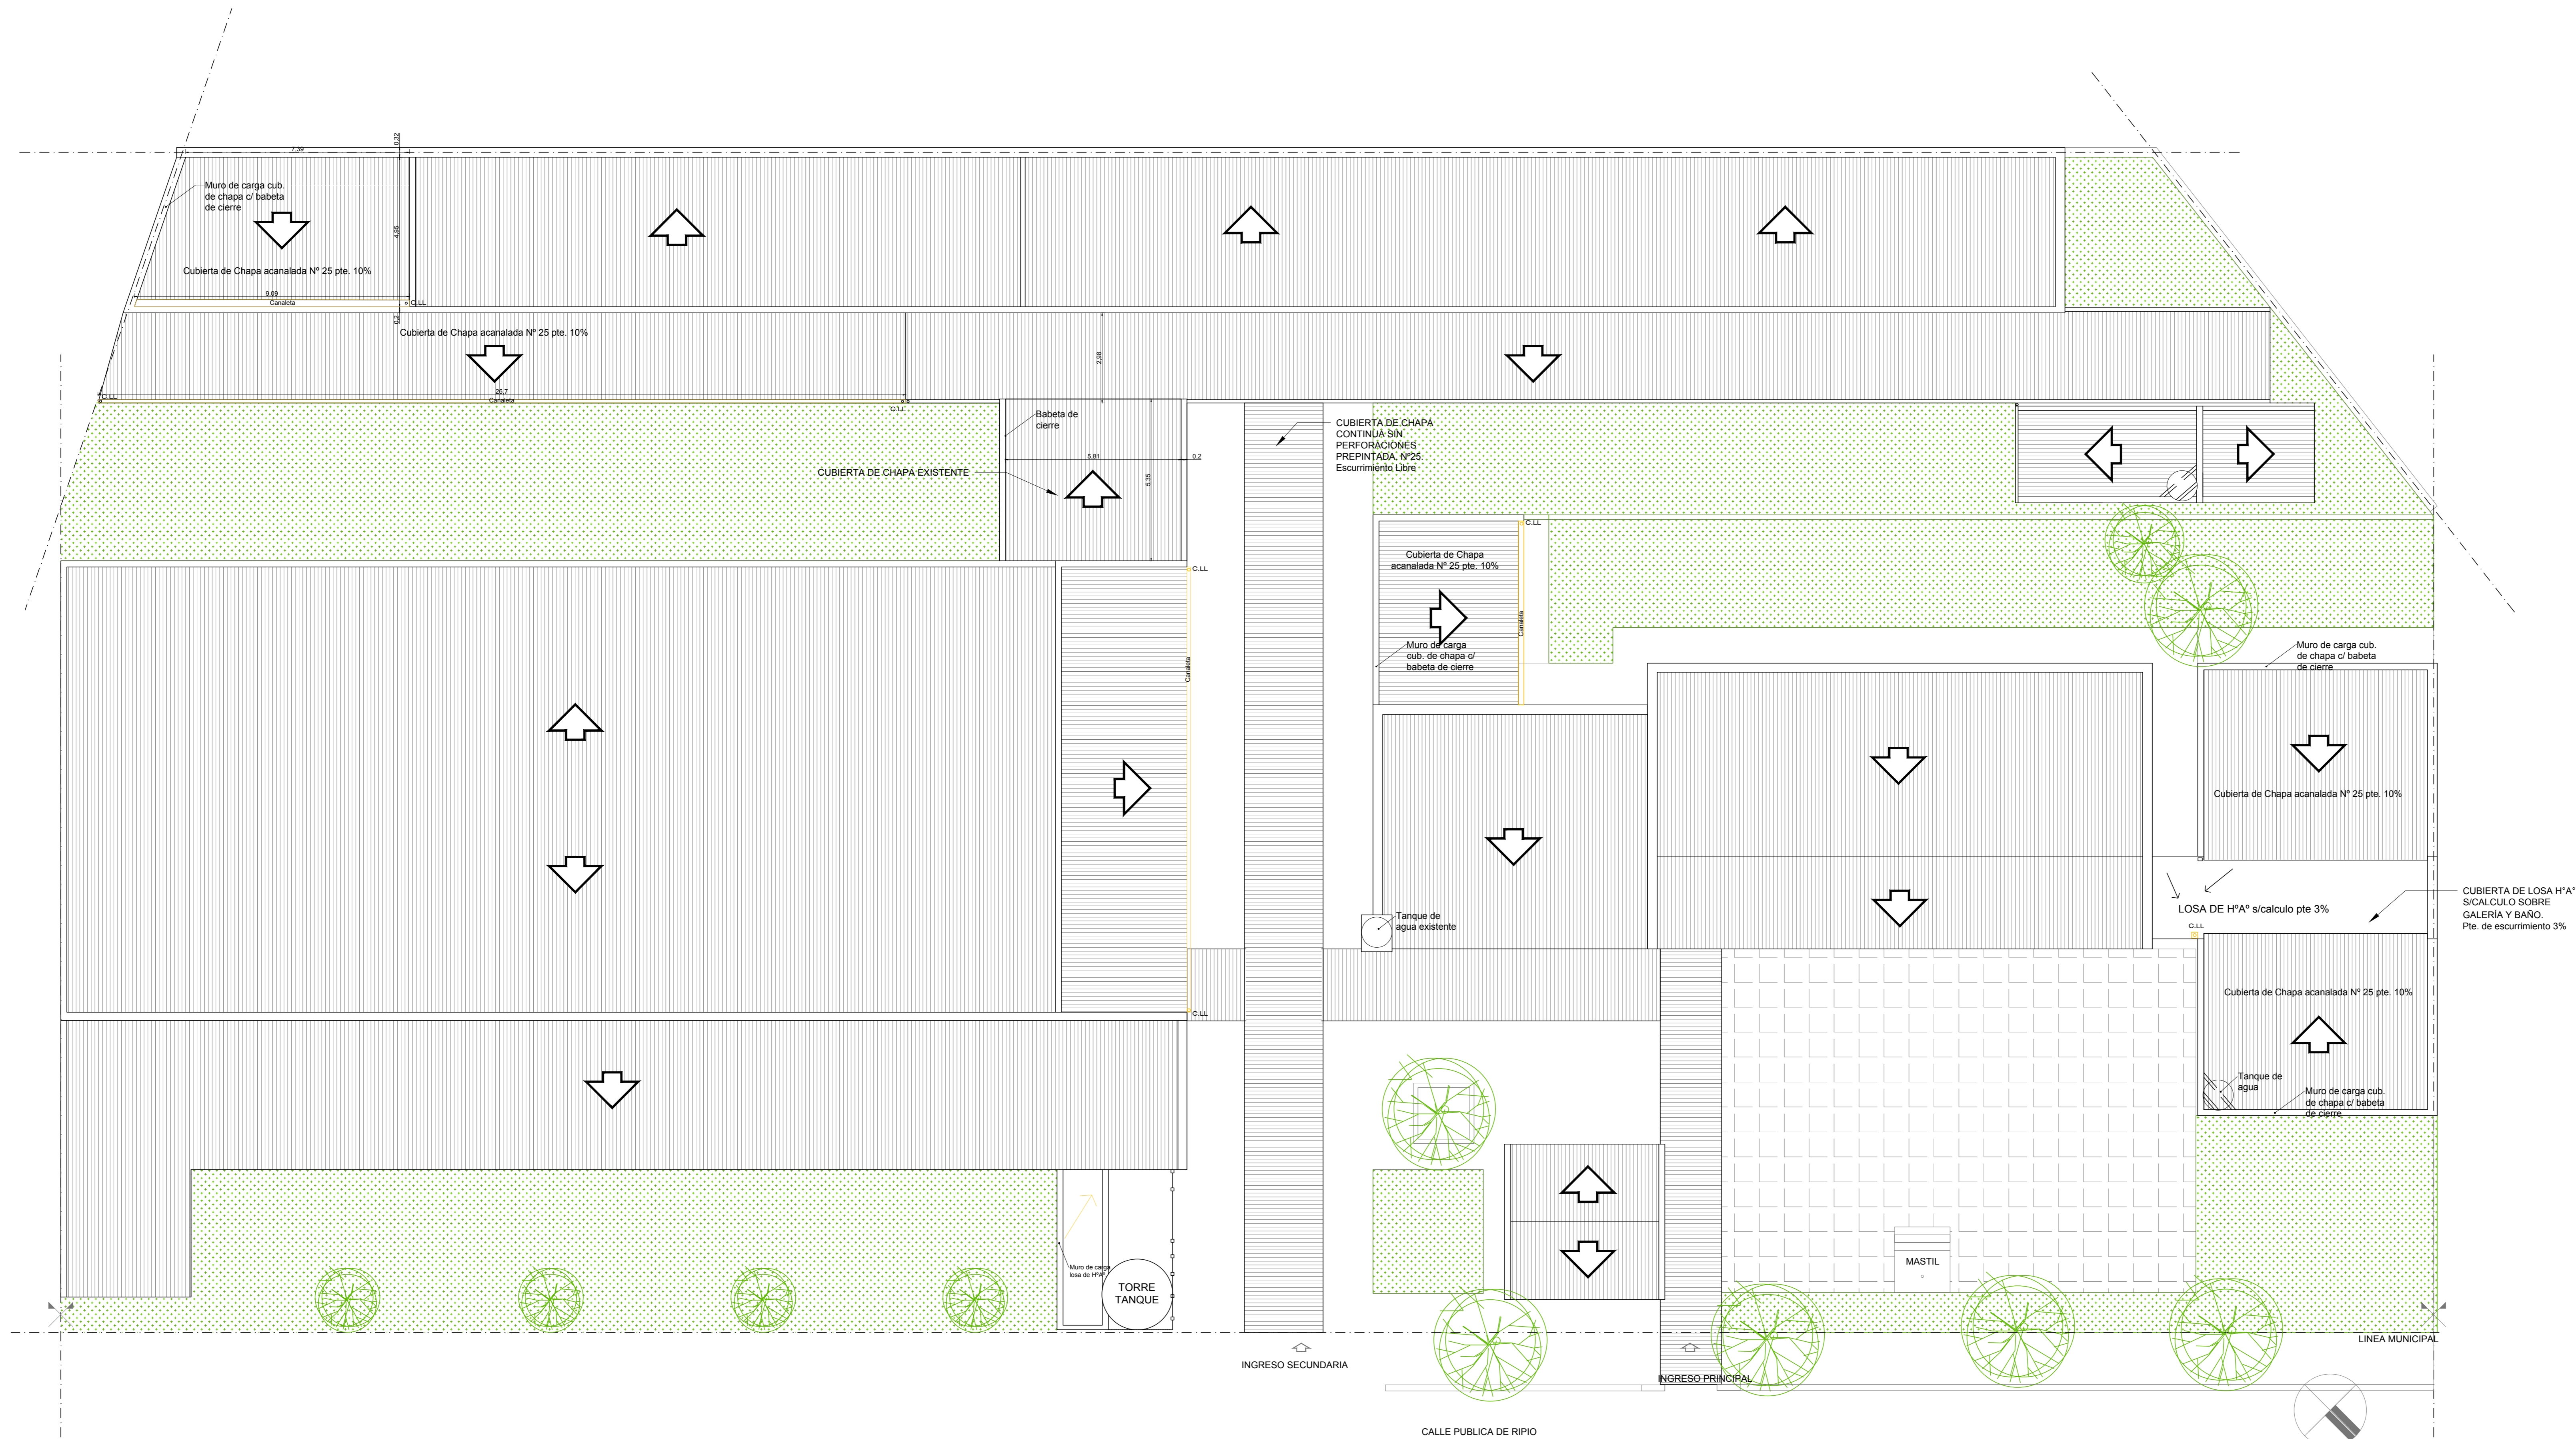 0,32
7,39
Muro de carga cub.
de chapa c/ babeta
de cierre
4,95
Cubierta de Chapa acanalada Nº 25 pte. 10%
9,09
Canaleta
C.LL
0,2
Cubierta de Chapa acanalada Nº 25 pte. 10%
2,98
26,7
Canaleta
C.LL
C.LL
Babeta de
cierre
CUBIERTA DE CHAPA EXISTENTE
5,81
0,2
5,35
CUBIERTA DE CHAPA
CONTINUA SIN
PERFORACIONES
PREPINTADA. Nº25.
Escurrimiento Libre
C.LL
Cubierta de Chapa
acanalada Nº 25 pte. 10%
Canaleta
Muro de carga
cub. de chapa c/
babeta de cierre
C.LL
Canaleta
Muro de carga cub.
de chapa c/ babeta
de cierre
Cubierta de Chapa acanalada Nº 25 pte. 10%
CUBIERTA DE LOSA H°A°
S/CALCULO SOBRE
GALERÍA Y BAÑO.
Pte. de escurrimiento 3%
LOSA DE HºAº s/calculo pte 3%
C.LL
Tanque de
agua existente
Cubierta de Chapa acanalada Nº 25 pte. 10%
C.LL
Tanque de
agua
Muro de carga cub.
de chapa c/ babeta
de cierre
Muro de carga
losa de HºAº
TORRE
TANQUE
MASTIL
LINEA MUNICIPAL
INGRESO SECUNDARIA
INGRESO PRINCIPAL
CALLE PUBLICA DE RIPIO